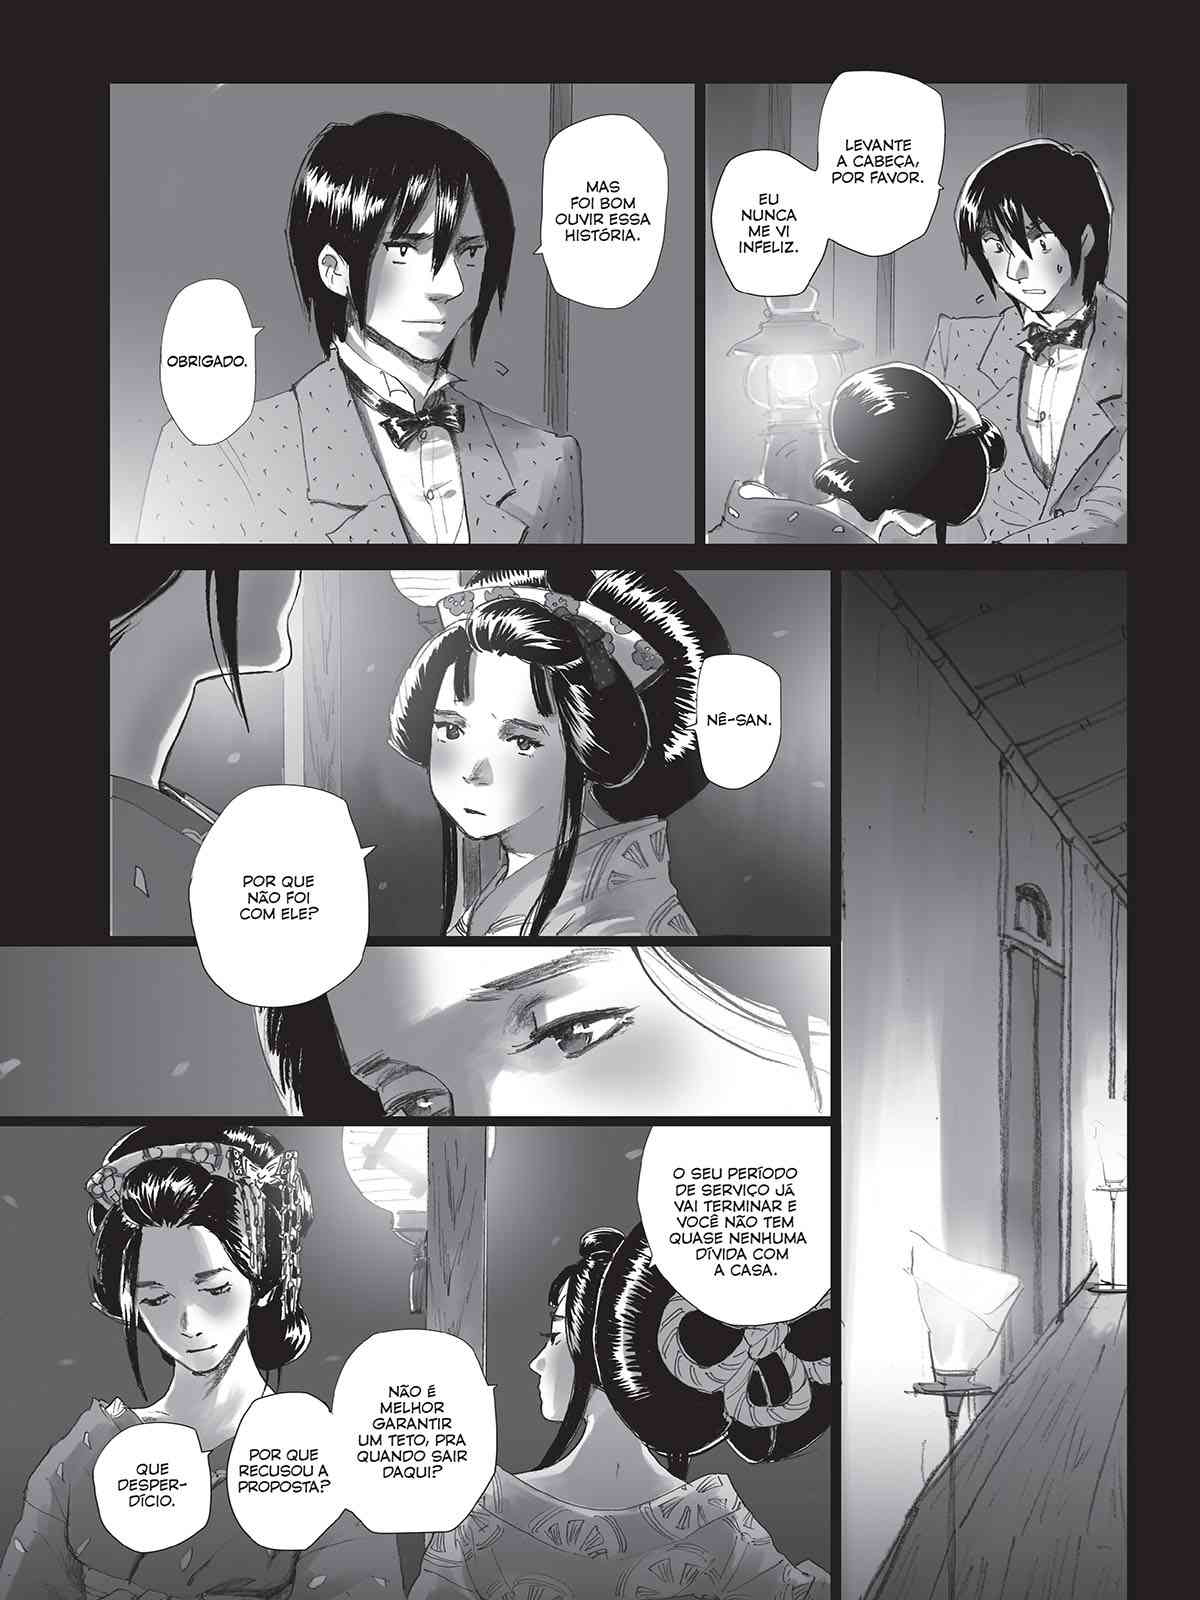 LEVANTE
A CABEÇA,
POR FAVOR.
EU
NUNCA
ME VI
INFELIZ.
MAS
FOI BOM
OUVIR ESSA
HISTÓRIA.
OBRIGADO.
NÊ-SAN.
POR QUE
NÃO FOI
COM ELE?
O SEU PERÍODO
DE SERVIÇO JÁ
VAI TERMINAR E
VOCÊ NÃO TEM
QUASE NENHUMA
DÍVIDA COM
A CASA.
NÃO É
MELHOR
GARANTIR
UM TETO, PRA
QUANDO SAIR
DAQUI?
POR QUE
RECUSOU A
PROPOSTA?
QUE
DESPER-
DÍCIO.